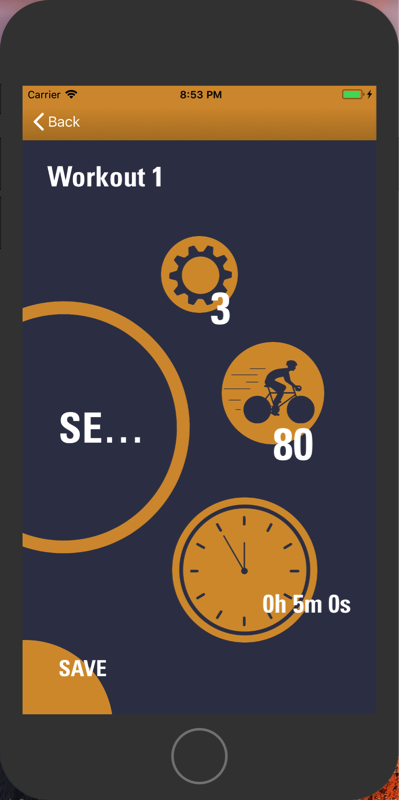 Carrier 8:53 PM
Back
Workout 1
3
SE...
80
0h 5m 0s
SAVE